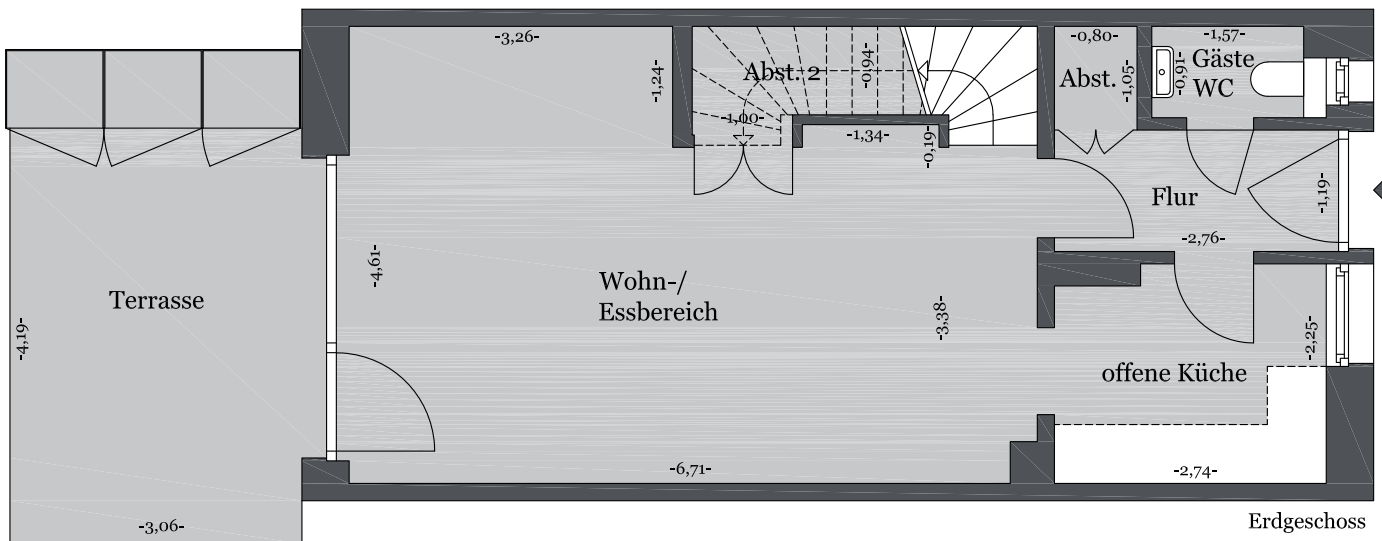 -3,26-
-1,24-
Abst. 2
-0,94-
-1,00-
-1,34-
-0,19-
-0,80-
Abst.
-1,05-
-0,91-
-1,57-
Gäste
WC
Flur
-1,19-
-2,76-
Terrasse
-4,19-
-4,61-
Wohn-/
Essbereich
-3,38-
-2,25-
offene Küche
-6,71-
-2,74-
-3,06-
Erdgeschoss